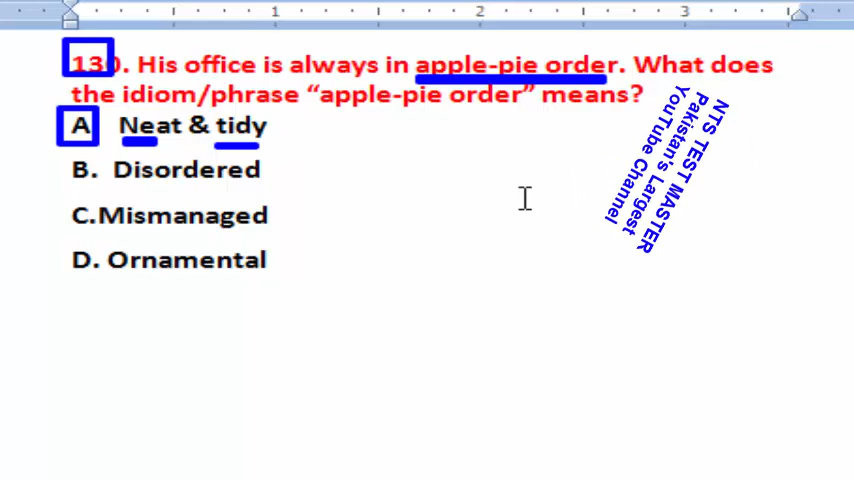 1 2 3
130. His office is always in apple-pie order. What does
the idiom/phrase “apple-pie order” means?
A Neat & tidy
B. Disordered
C.Mismanaged
D. Ornamental
NTS TEST MASTER
Pakistan's Largest
YouTube Channel